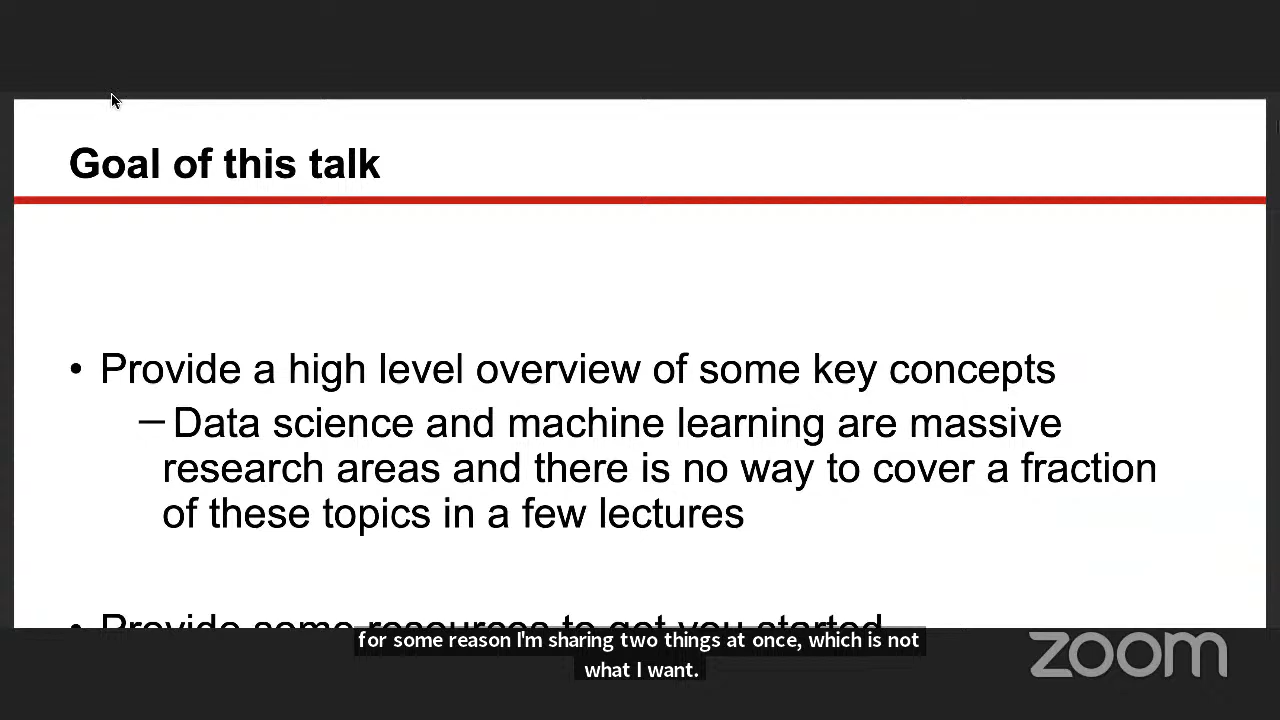 Goal of this talk
• Provide a high level overview of some key concepts
– Data science and machine learning are massive
research areas and there is no way to cover a fraction
of these topics in a few lectures
• Provide some resources to get you started
for some reason I'm sharing two things at once, which is not
what I want.
zoom